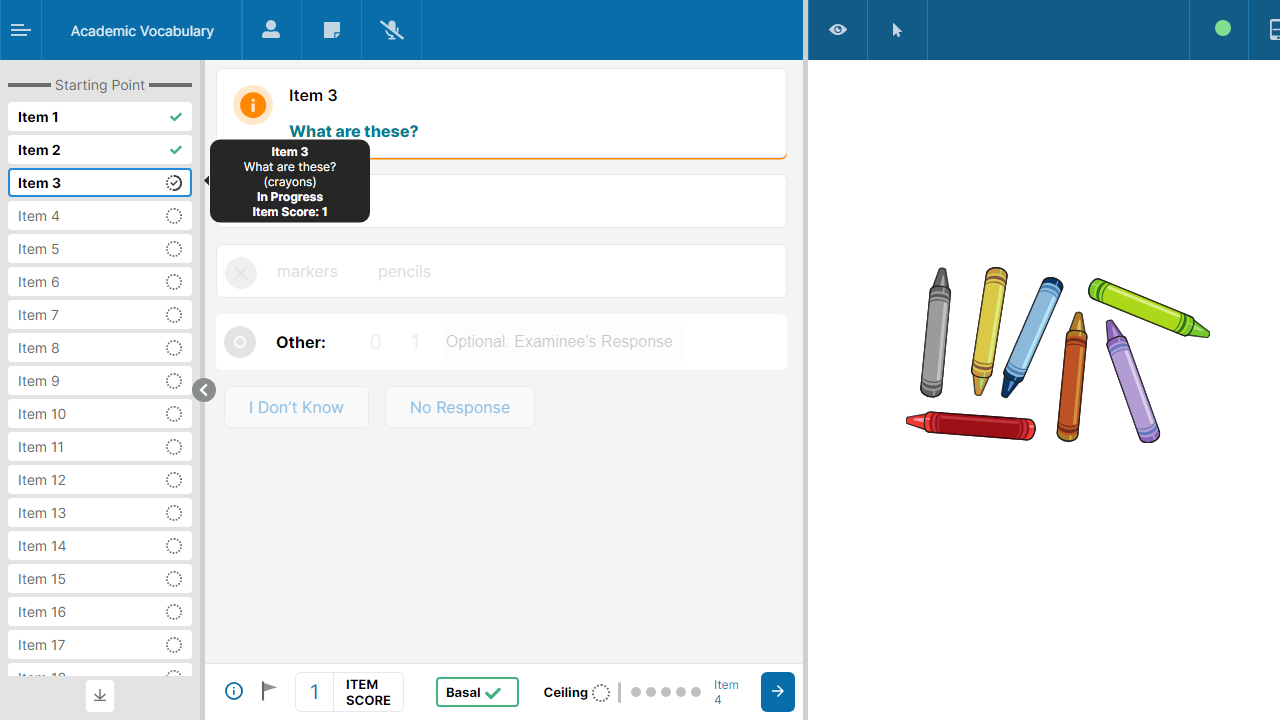 Academic Vocabulary
Starting Point
Item 1
Item 2
Item 3
Item 4
Item 5
Item 6
Item 7
Item 8
Item 9
Item 10
Item 11
Item 12
Item 13
Item 14
Item 15
Item 16
Item 17
Item 18
Item 3
What are these?
Item 3
What are these?
(crayons)
In Progress
Item Score: 1
markers pencils
Other: 0 1 Optional: Examinee's Response
I Don't Know No Response
1 ITEM
SCORE
Basal
Ceiling
Item
4